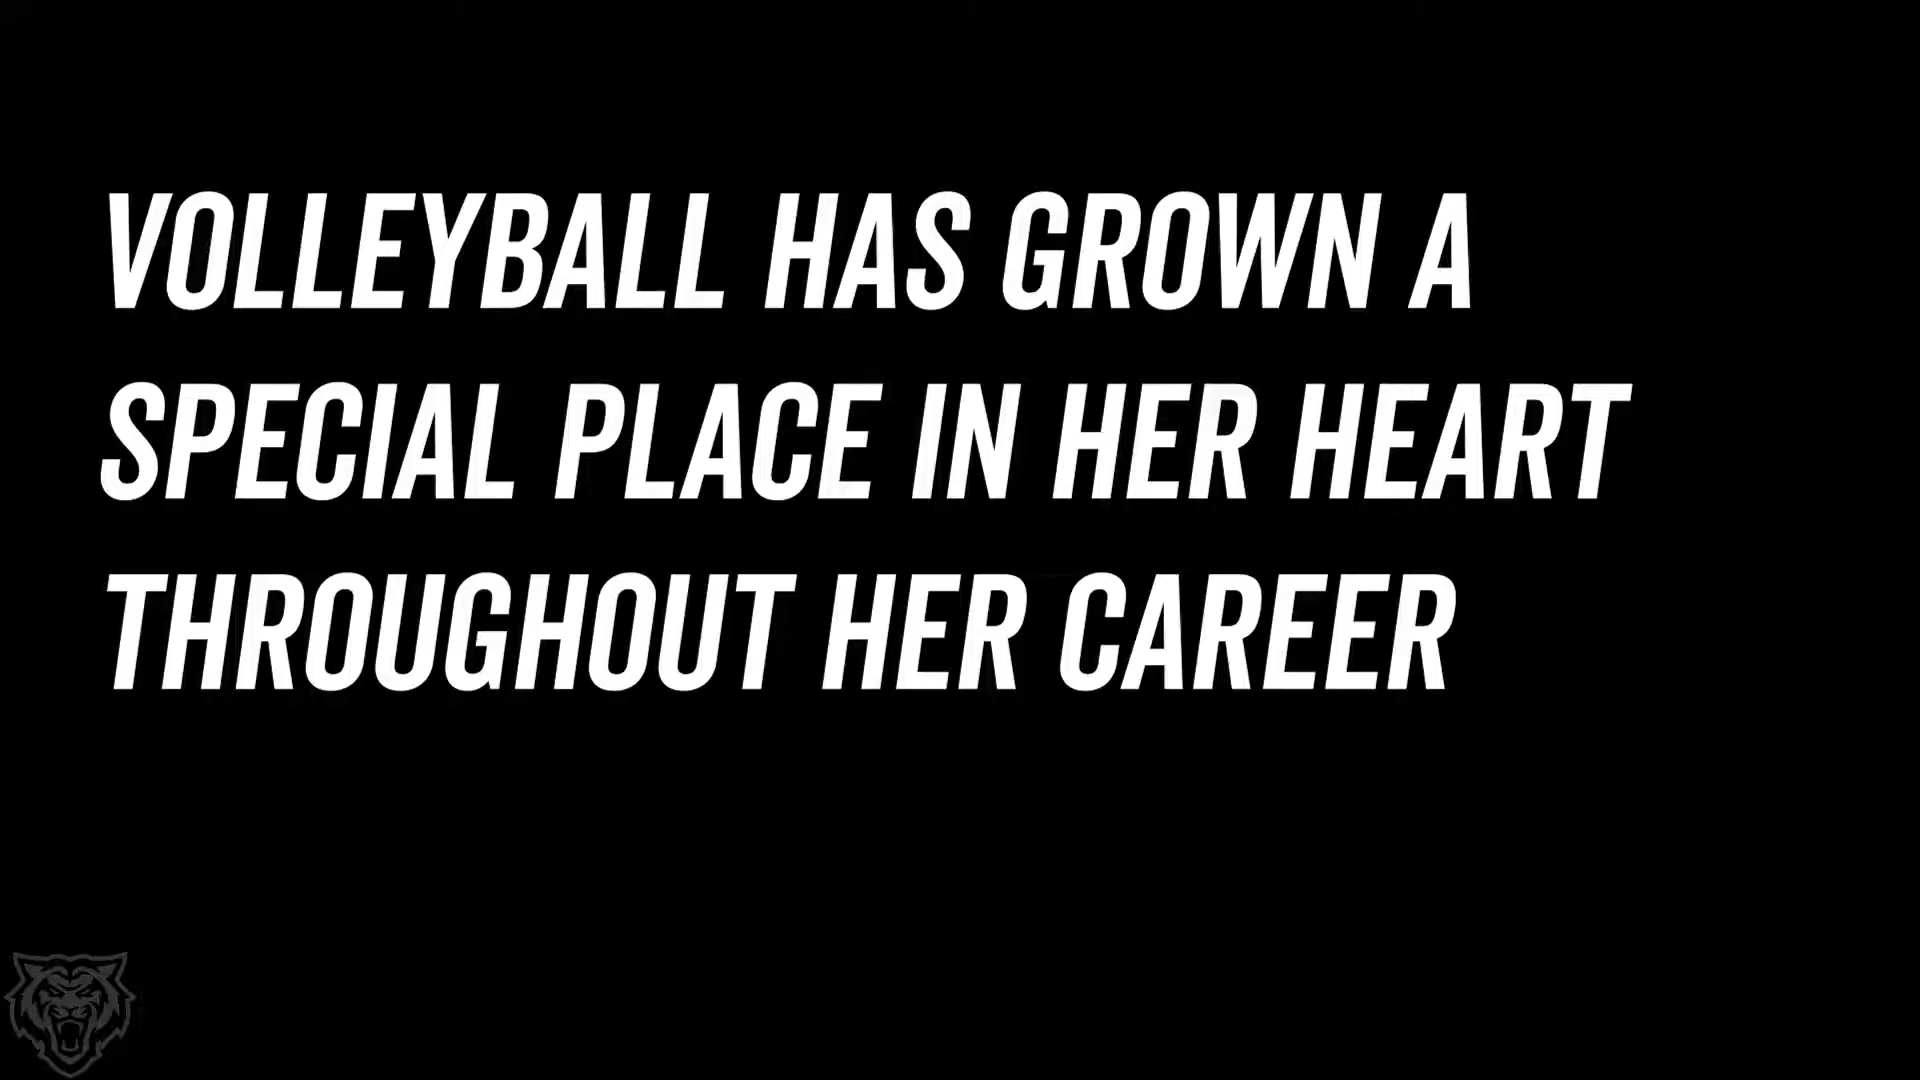 VOLLEYBALL HAS GROWN A
SPECIAL PLACE IN HER HEART
THROUGHOUT HER CAREER